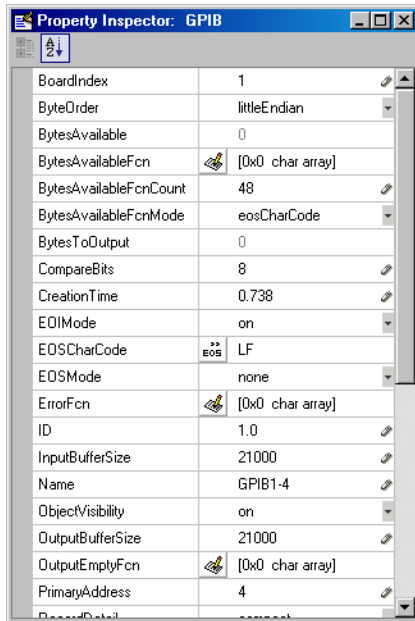 Property Inspector: GPIB
BoardIndex 1
ByteOrder littleEndian
BytesAvailable 0
BytesAvailableFcn [0x0 char array]
BytesAvailableFcnCount 48
BytesAvailableFcnMode eosCharCode
BytesToOutput 0
CompareBits 8
CreationTime 0.738
EOIMode on
EOSCharCode EOS LF
EOSMode none
ErrorFcn [0x0 char array]
ID 1.0
InputBufferSize 21000
Name GPIB1-4
ObjectVisibility on
OutputBufferSize 21000
OutputEmptyFcn [0x0 char array]
PrimaryAddress 4
RecordDetail compact